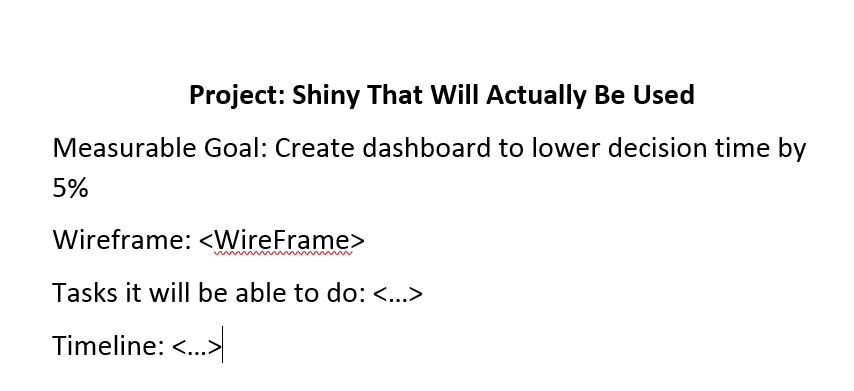 Project: Shiny That Will Actually Be Used
Measurable Goal: Create dashboard to lower decision time by
5%
Wireframe: <WireFrame>
Tasks it will be able to do: <...>
Timeline: <...>